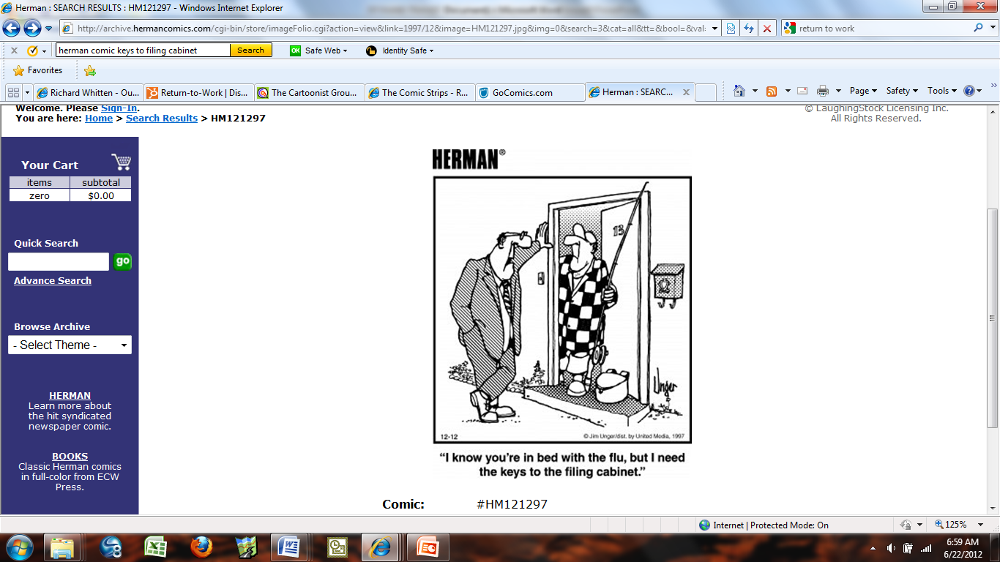 Herman : SEARCH RESULTS : HM121297 - Windows Internet Explorer
http://archive.hermancomics.com/cgi-bin/store/imageFolio.cgi?action=view&link=1997/12&image=HM121297.jpg&img=0&search=3&cat=all&tt=&bool=&val
return to work
herman comic keys to filing cabinet Search OK Safe Web Identity Safe
Favorites
Richard Whitten - Ou... Return-to-Work | Dis... The Cartoonist Grou... The Comic Strips - R... GoComics.com Herman : SEARC... Page Safety Tools
Welcome. Please Sign-In.
You are here: Home > Search Results > HM121297
© LaughingStock Licensing Inc.
All Rights Reserved.
Your Cart
items subtotal
zero $0.00
Quick Search
go
Advance Search
Browse Archive
- Select Theme -
HERMAN
Learn more about
the hit syndicated
newspaper comic.
BOOKS
Classic Herman comics
in full-color from ECW
Press.
HERMAN®
13
Unger
12-12 © Jim Unger/dist. by United Media, 1997
“I know you're in bed with the flu, but I need
the keys to the filing cabinet.”
Comic: #HM121297
Internet | Protected Mode: On 125%
6:59 AM
6/22/2012